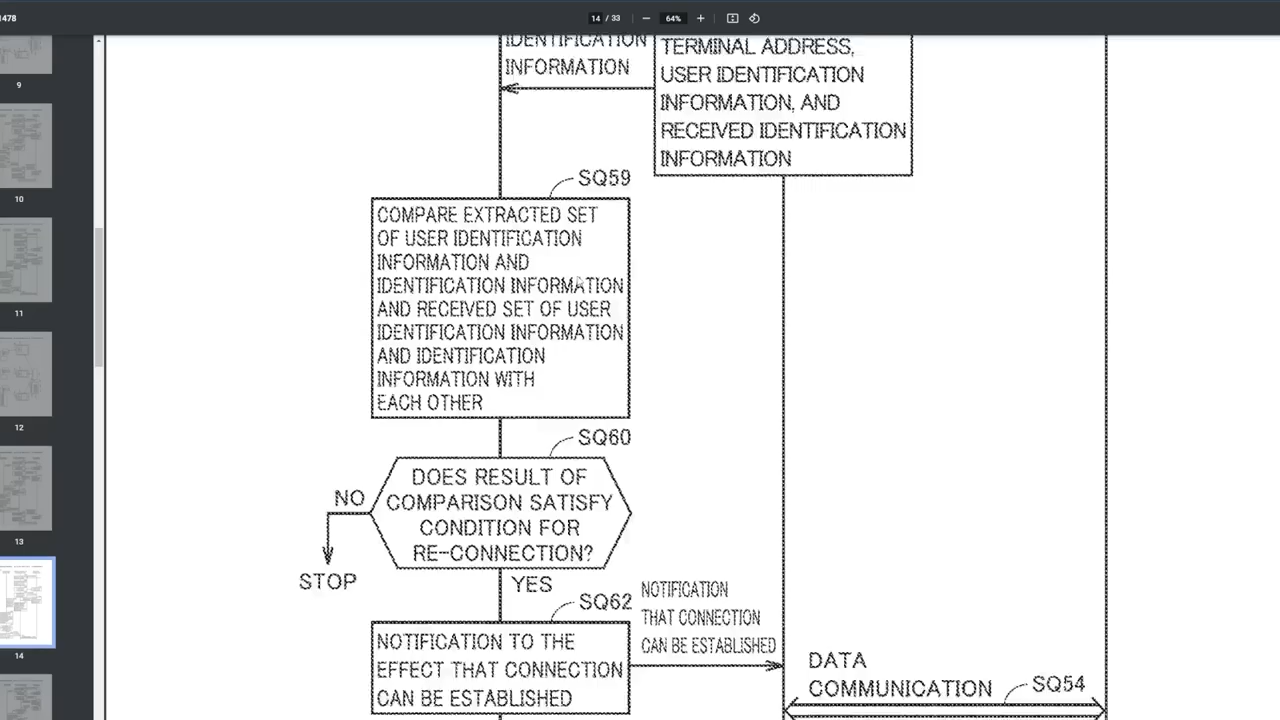 1478
14 / 33
64%
9
10
11
12
13
14
IDENTIFICATION
INFORMATION
TERMINAL ADDRESS,
USER IDENTIFICATION
INFORMATION, AND
RECEIVED IDENTIFICATION
INFORMATION
SQ59
COMPARE EXTRACTED SET
OF USER IDENTIFICATION
INFORMATION AND
IDENTIFICATION INFORMATION
AND RECEIVED SET OF USER
IDENTIFICATION INFORMATION
AND IDENTIFICATION
INFORMATION WITH
EACH OTHER
SQ60
DOES RESULT OF
COMPARISON SATISFY
CONDITION FOR
RE-CONNECTION?
NO
STOP
YES
SQ62
NOTIFICATION TO THE
EFFECT THAT CONNECTION
CAN BE ESTABLISHED
NOTIFICATION
THAT CONNECTION
CAN BE ESTABLISHED
DATA
COMMUNICATION
SQ54